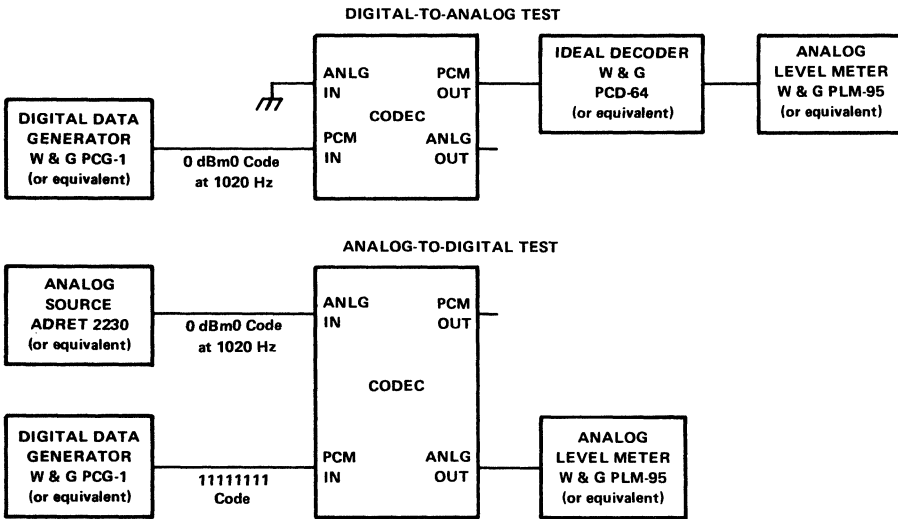 DIGITAL-TO-ANALOG TEST
DIGITAL DATA
GENERATOR
W & G PCG-1
(or equivalent)
0 dBm0 Code
at 1020 Hz
ANLG
IN
PCM
OUT
CODEC
PCM
IN
ANLG
OUT
IDEAL DECODER
W & G
PCD-64
(or equivalent)
ANALOG
LEVEL METER
W & G PLM-95
(or equivalent)
ANALOG-TO-DIGITAL TEST
ANALOG
SOURCE
ADRET 2230
(or equivalent)
0 dBm0 Code
at 1020 Hz
DIGITAL DATA
GENERATOR
W & G PCG-1
(or equivalent)
11111111
Code
ANLG
IN
PCM
OUT
CODEC
PCM
IN
ANLG
OUT
ANALOG
LEVEL METER
W & G PLM-95
(or equivalent)